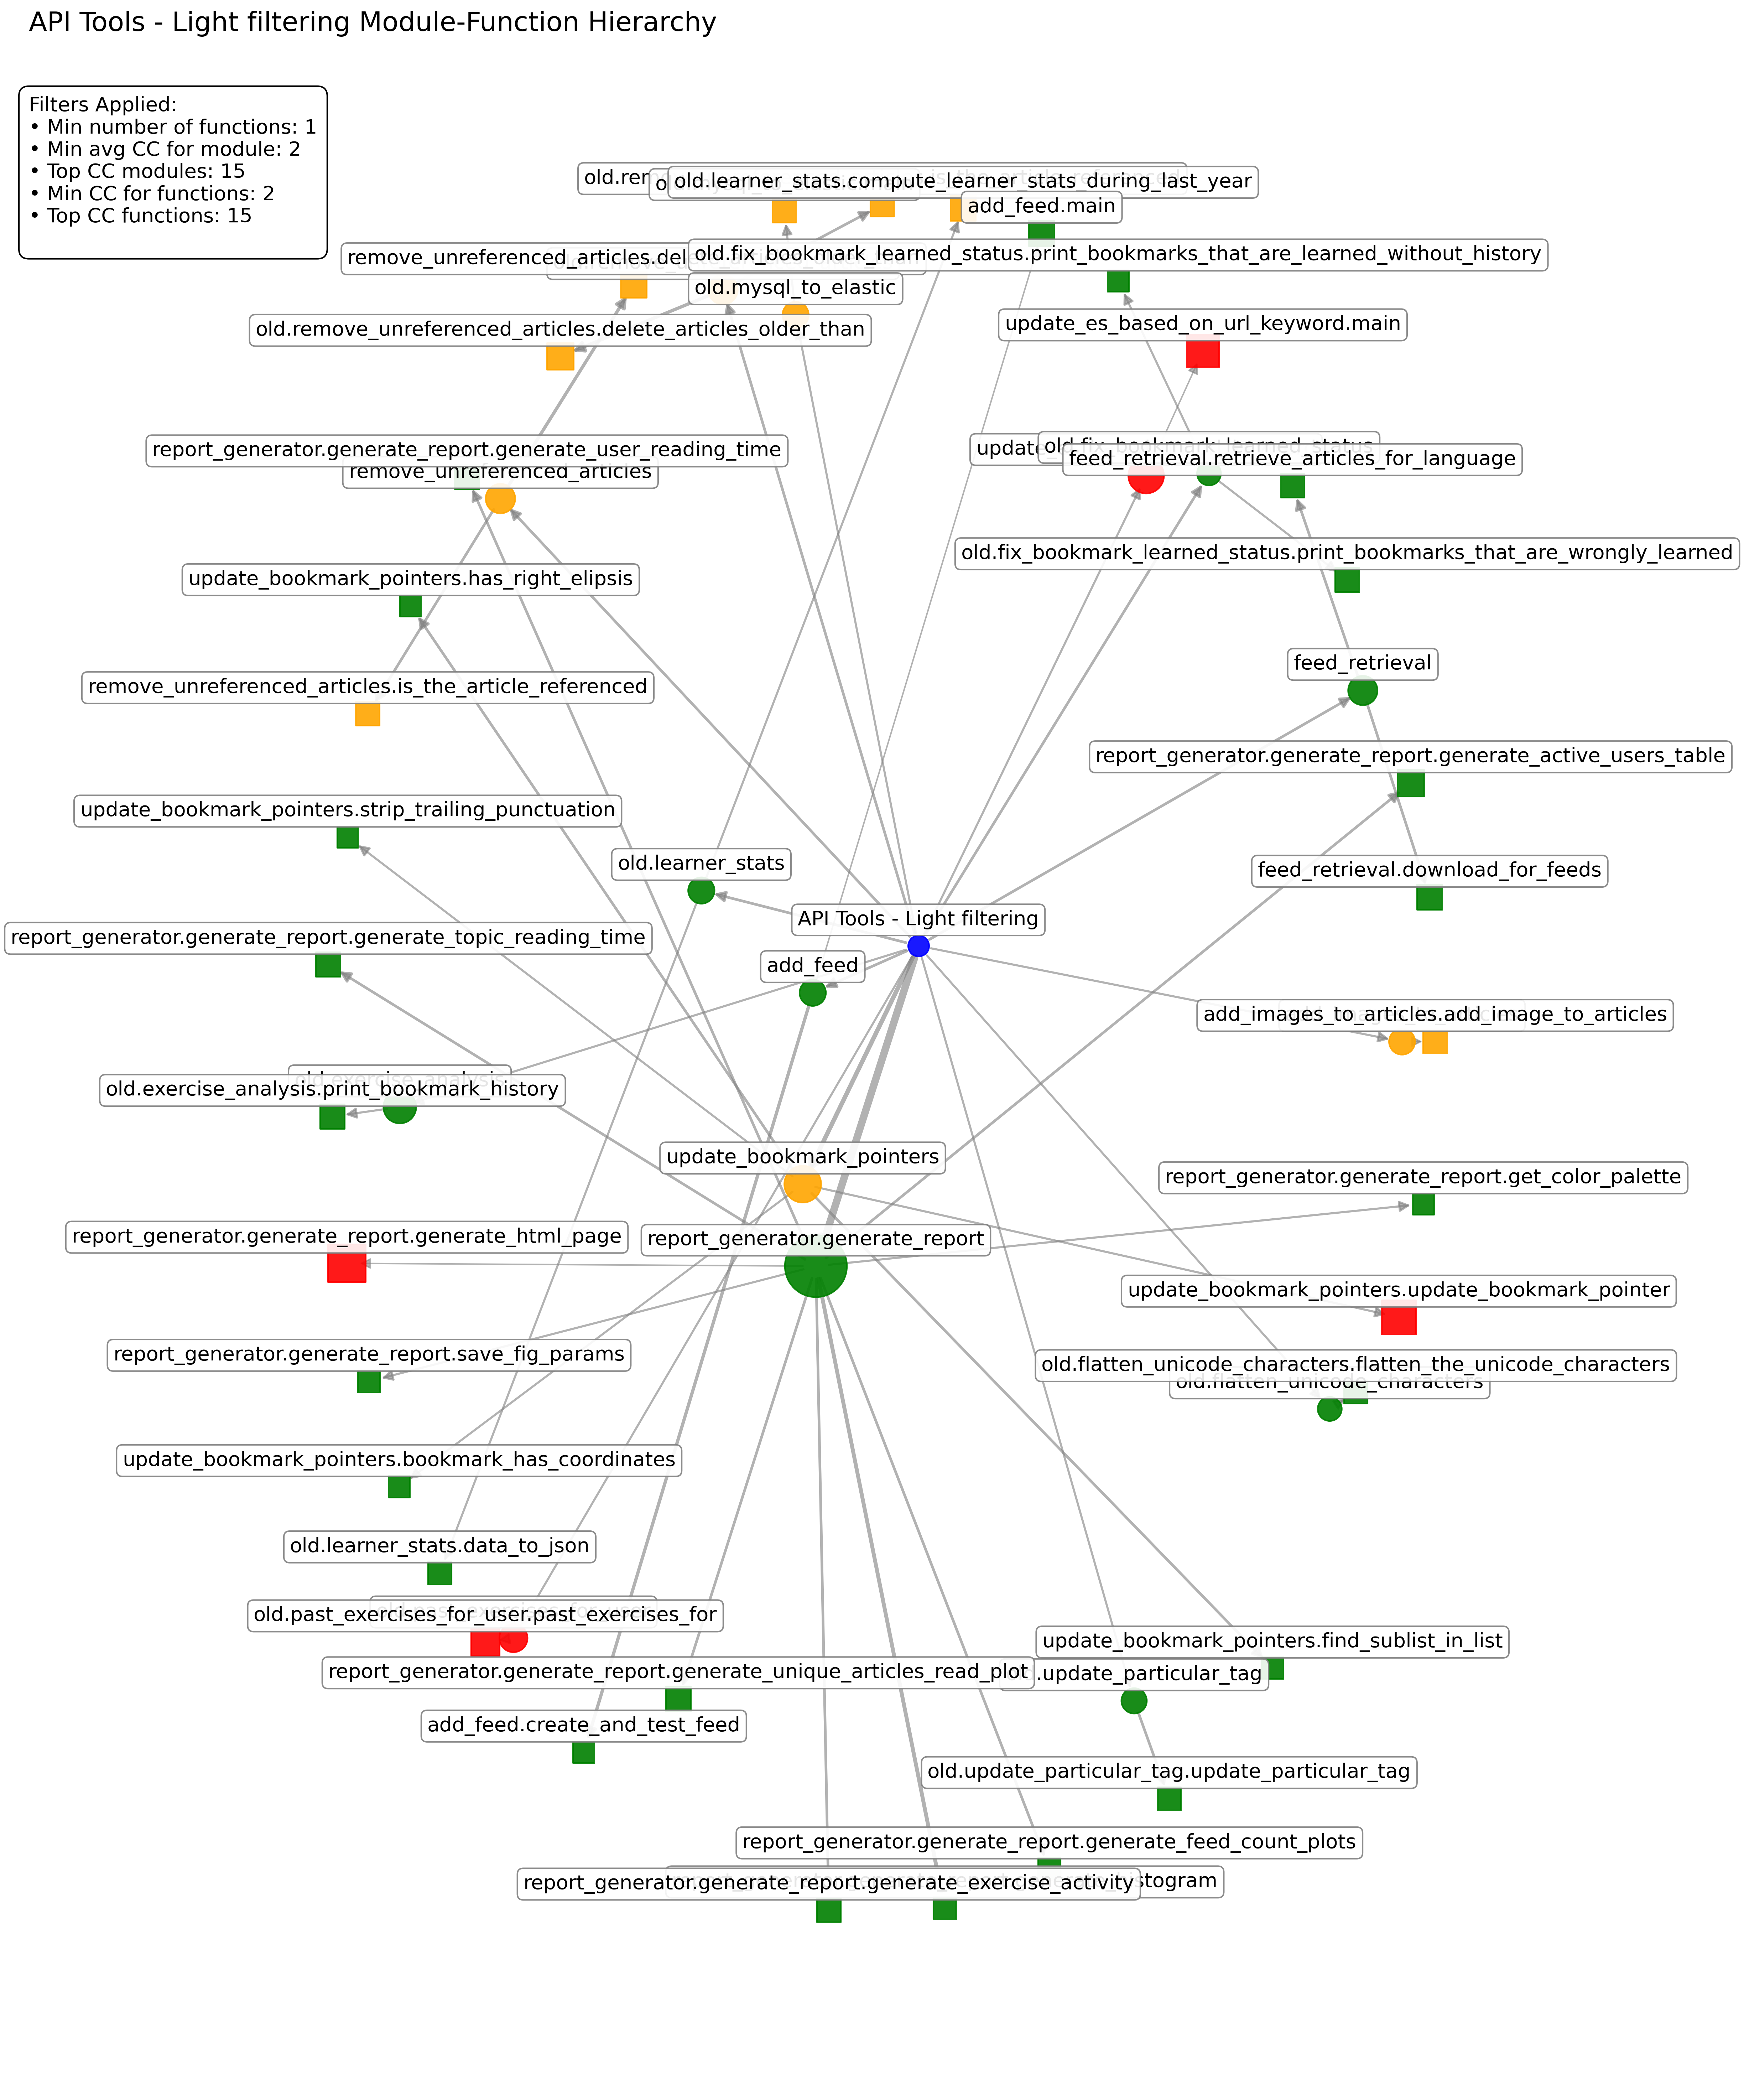 API Tools - Light filtering Module-Function Hierarchy
Filters Applied:
• Min number of functions: 1
• Min avg CC for module: 2
• Top CC modules: 15
• Min CC for functions: 2
• Top CC functions: 15
old.learner_stats.compute_learner_stats_during_last_year
add_feed.main
old.fix_bookmark_learned_status.print_bookmarks_that_are_learned_without_history
old.mysql_to_elastic
update_es_based_on_url_keyword.main
old.remove_unreferenced_articles.delete_articles_older_than
old.fix_bookmark_learned_status
report_generator.generate_report.generate_user_reading_time
feed_retrieval.retrieve_articles_for_language
remove_unreferenced_articles
old.fix_bookmark_learned_status.print_bookmarks_that_are_wrongly_learned
update_bookmark_pointers.has_right_elipsis
feed_retrieval
remove_unreferenced_articles.is_the_article_referenced
report_generator.generate_report.generate_active_users_table
update_bookmark_pointers.strip_trailing_punctuation
old.learner_stats
feed_retrieval.download_for_feeds
API Tools - Light filtering
report_generator.generate_report.generate_topic_reading_time
add_feed
add_images_to_articles.add_image_to_articles
old.exercise_analysis
old.exercise_analysis.print_bookmark_history
update_bookmark_pointers
report_generator.generate_report.get_color_palette
report_generator.generate_report.generate_html_page
report_generator.generate_report
update_bookmark_pointers.update_bookmark_pointer
report_generator.generate_report.save_fig_params
old.flatten_unicode_characters.flatten_the_unicode_characters
old.flatten_unicode_characters
update_bookmark_pointers.bookmark_has_coordinates
old.learner_stats.data_to_json
old.past_exercises_for_user.past_exercises_for
update_bookmark_pointers.find_sublist_in_list
report_generator.generate_report.generate_unique_articles_read_plot
.update_particular_tag
add_feed.create_and_test_feed
old.update_particular_tag.update_particular_tag
report_generator.generate_report.generate_feed_count_plots
report_generator.generate_report.generate_exercise_activity